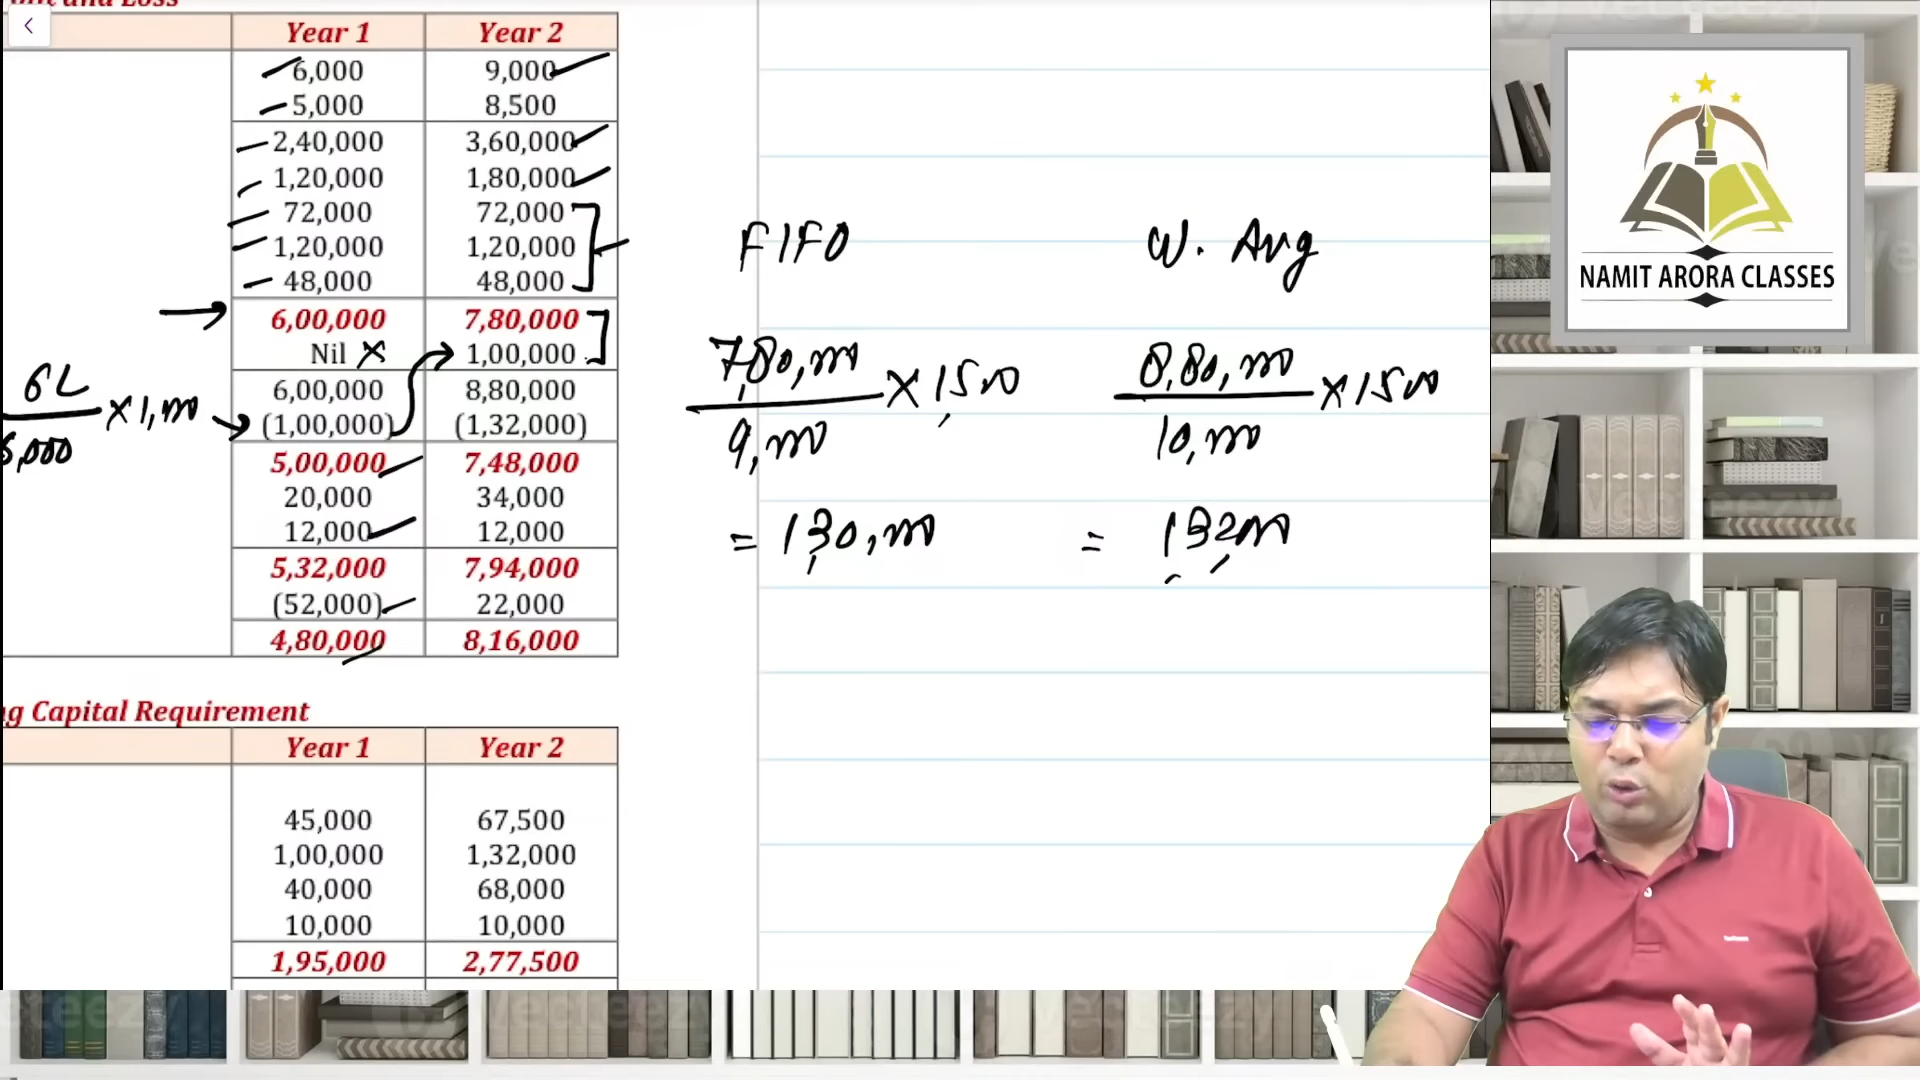 and Loss
Year 1 Year 2
6,000 9,000
5,000 8,500
2,40,000 3,60,000
1,20,000 1,80,000
72,000 72,000
1,20,000 1,20,000
48,000 48,000
6,00,000 7,80,000
Nil × 1,00,000
6,00,000 8,80,000
(1,00,000) (1,32,000)
5,00,000 7,48,000
20,000 34,000
12,000 12,000
5,32,000 7,94,000
(52,000) 22,000
4,80,000 8,16,000
6L
× 1,000
6,000
g Capital Requirement
Year 1 Year 2
45,000 67,500
1,00,000 1,32,000
40,000 68,000
10,000 10,000
1,95,000 2,77,500
FIFO
7,80,000 × 1500
9,000
= 130,000
W. Avg
8,80,000 × 1500
10,000
= 132000
NAMIT ARORA CLASSES